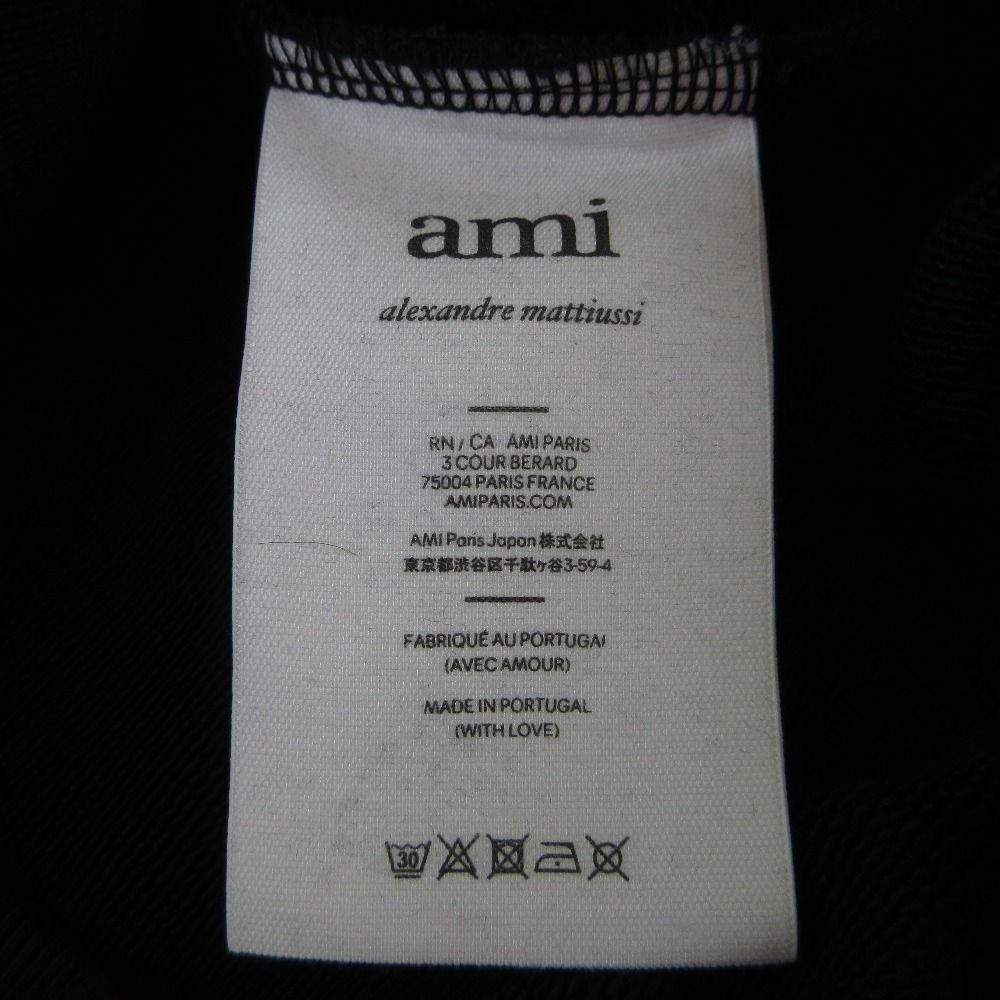 ami
alexandre mattiussi
RN / CA AMI PARIS
3 COUR BERARD
75004 PARIS FRANCE
AMIPARIS.COM
AMI Paris Japan 株式会社
東京都渋谷区千駄ヶ谷3-59-4
FABRIQUÉ AU PORTUGAL
(AVEC AMOUR)
MADE IN PORTUGAL
(WITH LOVE)
30